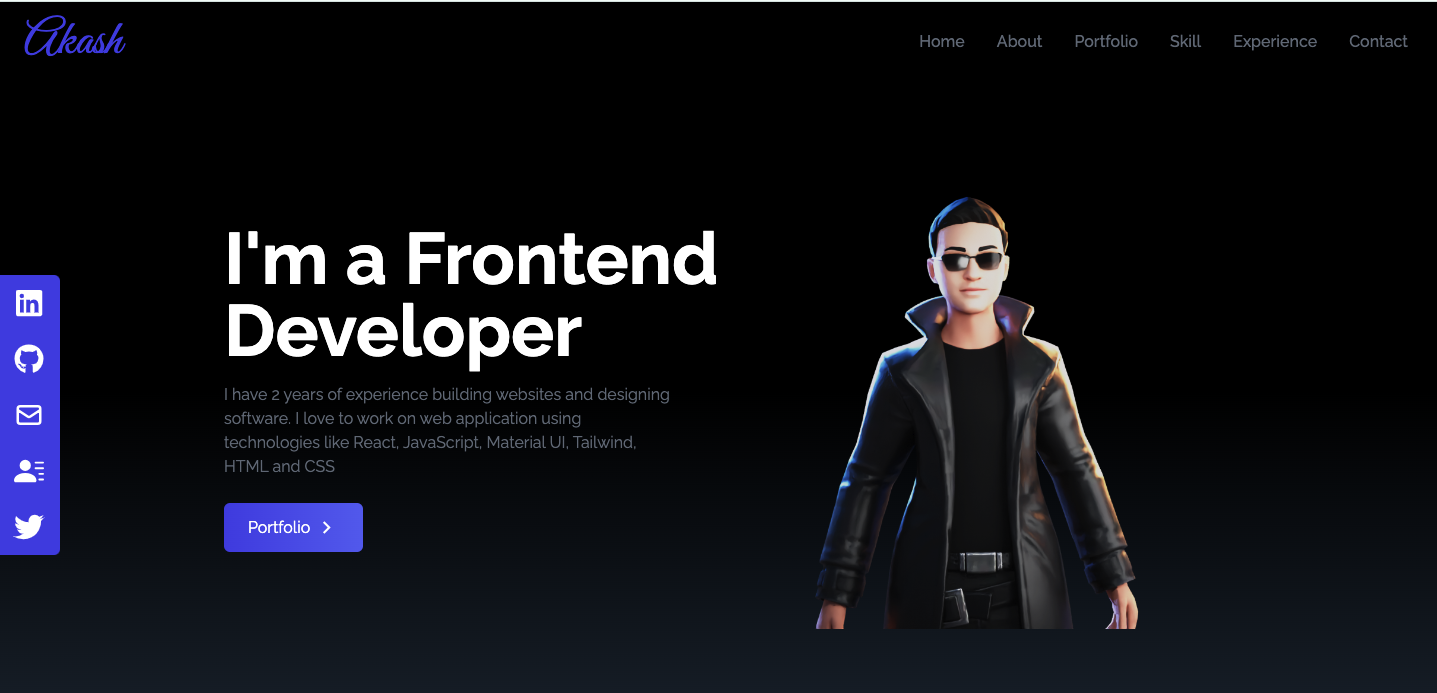 Akash
Home About Portfolio Skill Experience Contact
I'm a Frontend
Developer
I have 2 years of experience building websites and designing
software. I love to work on web application using
technologies like React, JavaScript, Material UI, Tailwind,
HTML and CSS
Portfolio
in